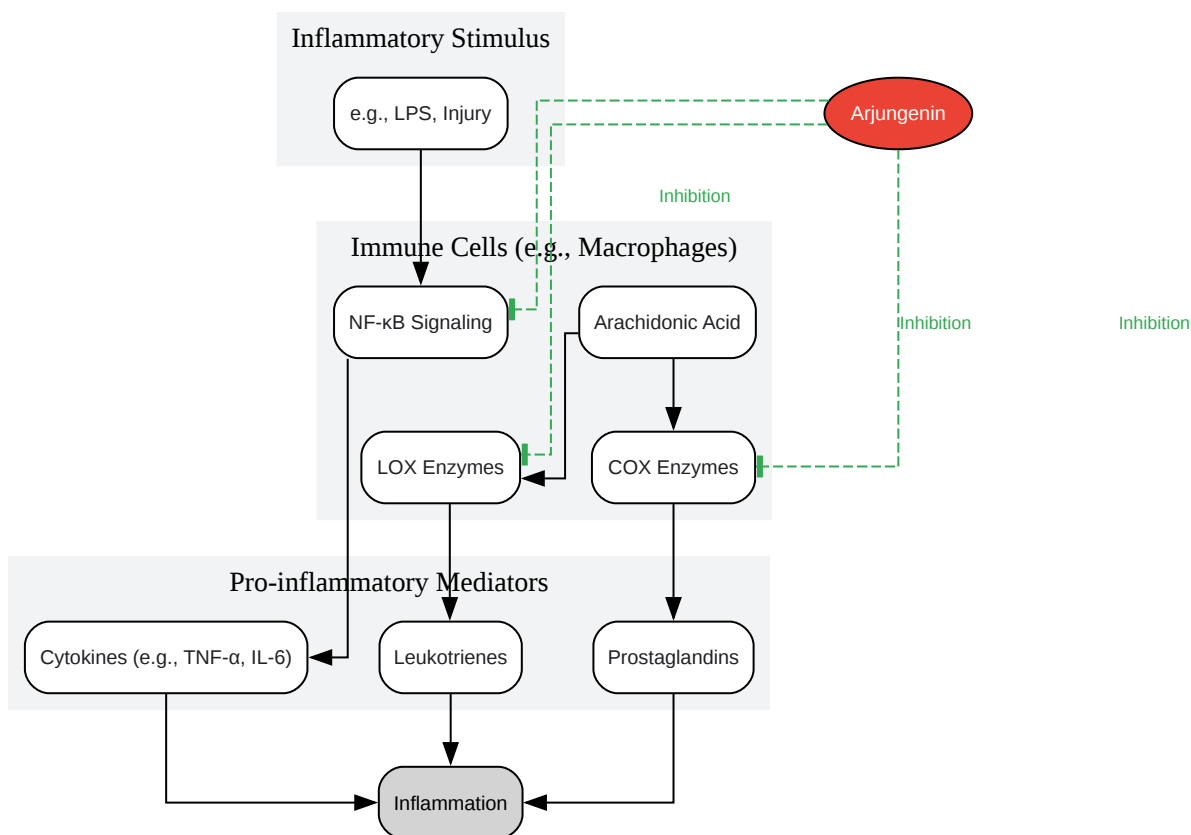 Inflammatory Stimulus
e.g., LPS, Injury
Arjungenin
Inhibition
Immune Cells (e.g., Macrophages)
NF-κB Signaling
Arachidonic Acid
Inhibition
Inhibition
LOX Enzymes
COX Enzymes
Pro-inflammatory Mediators
Cytokines (e.g., TNF-α, IL-6)
Leukotrienes
Prostaglandins
Inflammation